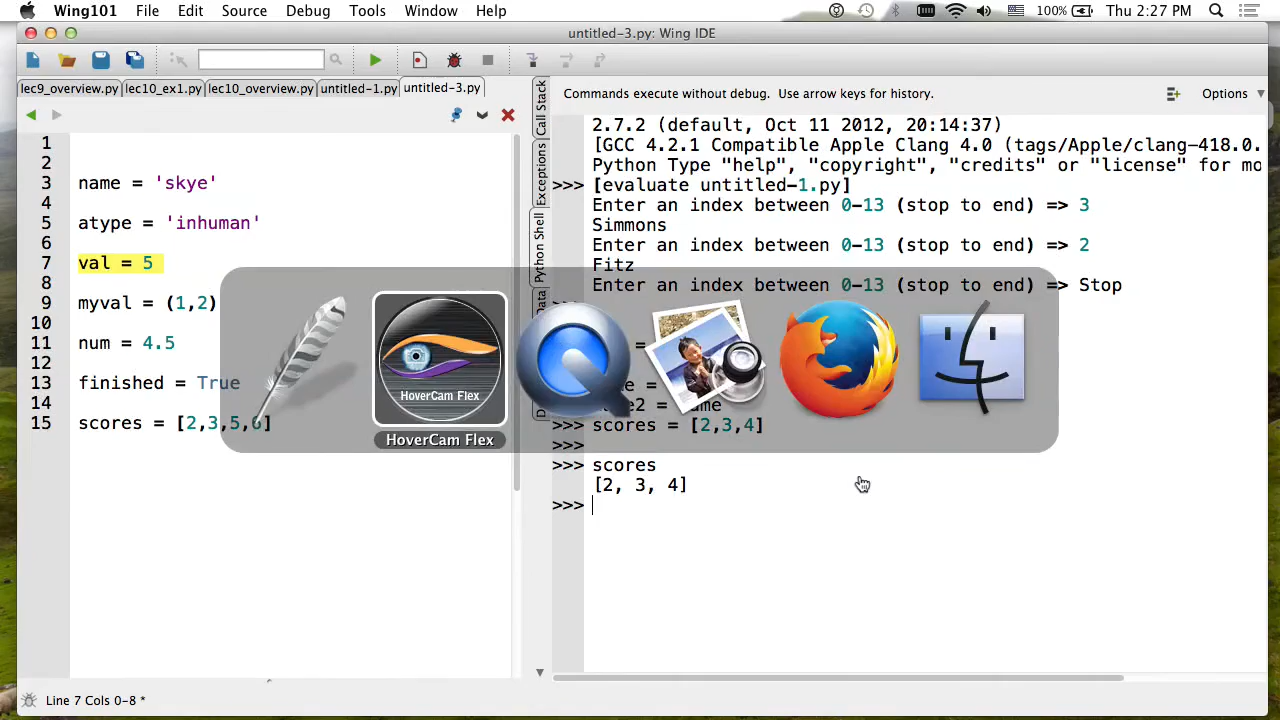 Wing101 File Edit Source Debug Tools Window Help 100% Thu 2:27 PM
untitled-3.py: Wing IDE
lec9_overview.py lec10_ex1.py lec10_overview.py untitled-1.py untitled-3.py
1
2
3 name = 'skye'
4
5 atype = 'inhuman'
6
7 val = 5
8
9 myval = (1,2)
10
11 num = 4.5
12
13 finished = True
14
15 scores = [2,3,5,6]
Call Stack
Exceptions
Python Shell
Commands execute without debug. Use arrow keys for history. Options
2.7.2 (default, Oct 11 2012, 20:14:37)
[GCC 4.2.1 Compatible Apple Clang 4.0 (tags/Apple/clang-418.0.
Python Type "help", "copyright", "credits" or "license" for mo
>>> [evaluate untitled-1.py]
Enter an index between 0-13 (stop to end) => 3
Simmons
Enter an index between 0-13 (stop to end) => 2
Fitz
Enter an index between 0-13 (stop to end) => Stop
>>> scores = [2,3,4]
>>>
>>> scores
[2, 3, 4]
>>>
HoverCam Flex
HoverCam Flex
Line 7 Cols 0-8 *